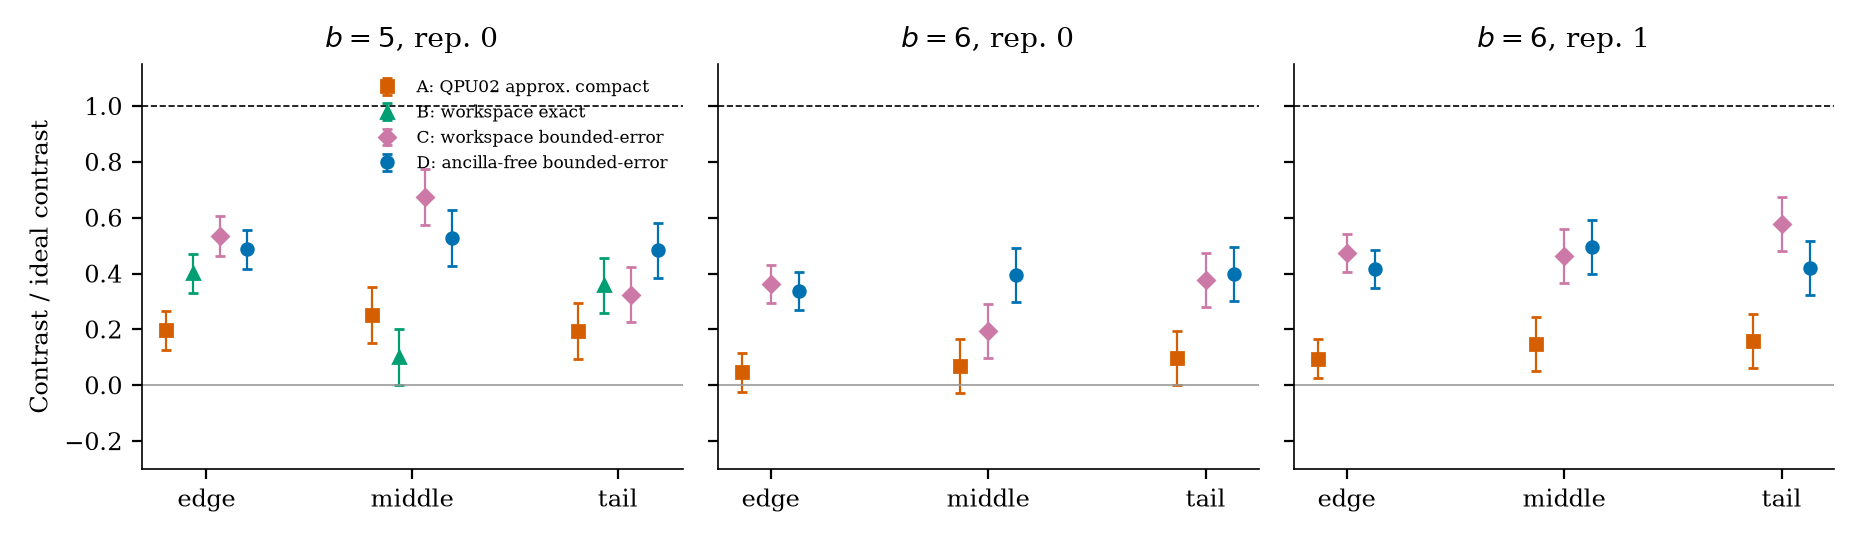 b = 5, rep. 0
b = 6, rep. 0
b = 6, rep. 1
A: QPU02 approx. compact
B: workspace exact
C: workspace bounded-error
D: ancilla-free bounded-error
Contrast / ideal contrast
1.0
0.8
0.6
0.4
0.2
0.0
−0.2
edge middle tail
edge middle tail
edge middle tail